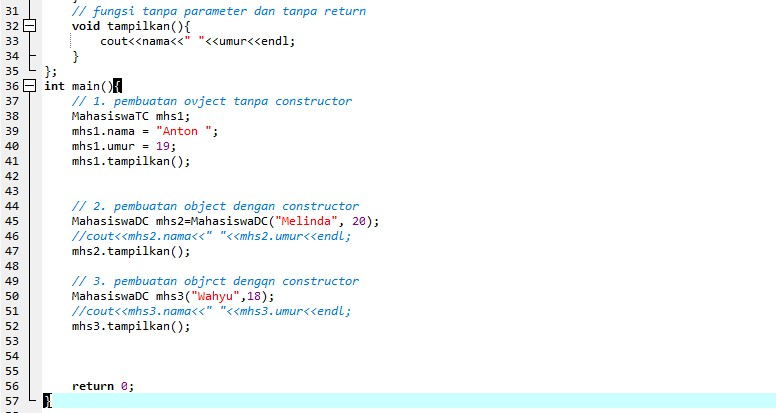 31 // fungsi tanpa parameter dan tanpa return
32 void tampilkan(){
33 cout<<nama<<" "<<umur<<endl;
34 }
35 };
36 int main(){
37 // 1. pembuatan ovject tanpa constructor
38 MahasiswaTC mhs1;
39 mhs1.nama = "Anton ";
40 mhs1.umur = 19;
41 mhs1.tampilkan();
42
43
44 // 2. pembuatan object dengan constructor
45 MahasiswaDC mhs2=MahasiswaDC("Melinda", 20);
46 //cout<<mhs2.nama<<" "<<mhs2.umur<<endl;
47 mhs2.tampilkan();
48
49 // 3. pembuatan objrct dengqn constructor
50 MahasiswaDC mhs3("Wahyu",18);
51 //cout<<mhs3.nama<<" "<<mhs3.umur<<endl;
52 mhs3.tampilkan();
53
54
55
56 return 0;
57 }